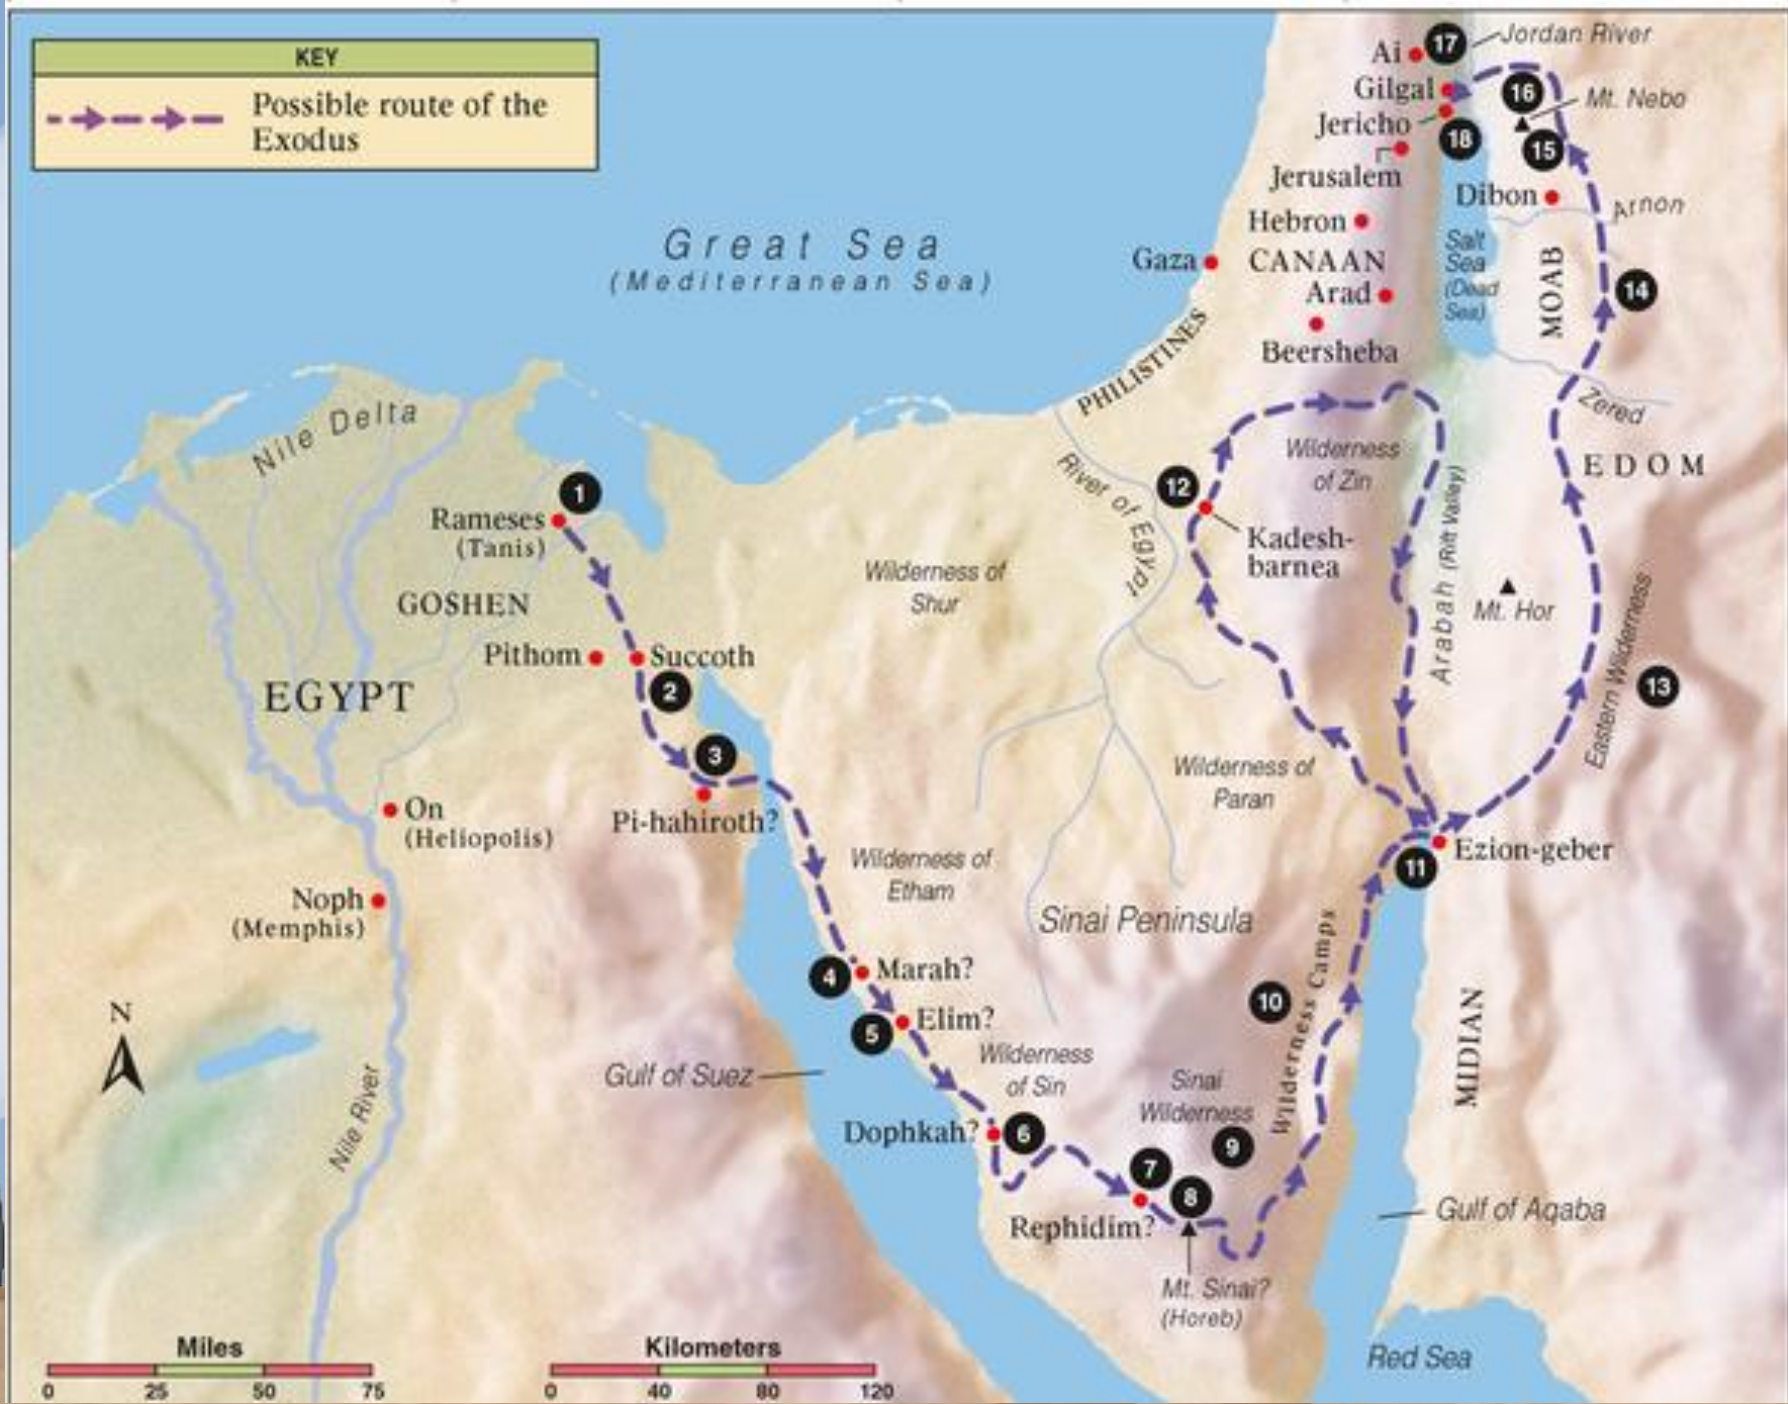 KEY
Possible route of the
Exodus
Great Sea
(Mediterranean Sea)
Nile Delta
1
Rameses
(Tanis)
GOSHEN
Pithom
Succoth
2
EGYPT
3
Pi-hahiroth?
On
(Heliopolis)
Noph
(Memphis)
N
Nile River
Gulf of Suez
Wilderness of
Shur
Wilderness of
Etham
Sinai Peninsula
4
Marah?
5
Elim?
Wilderness
of Sin
Dophkah?
6
Sinai
Wilderness
7
8
9
Rephidim?
Mt. Sinai?
(Horeb)
10
Wilderness Camps
11
Ezion-geber
MIDIAN
Gulf of Aqaba
Red Sea
Wilderness of
Paran
River of Egypt
12
Kadesh-
barnea
Wilderness
of Zin
Arabah (Rift Valley)
Mt. Hor
Eastern Wilderness
13
EDOM
Zered
14
MOAB
Arnon
Dibon
15
16
Mt. Nebo
Jordan River
17
Ai
Gilgal
Jericho
18
Jerusalem
Hebron
Gaza
CANAAN
Arad
Beersheba
Salt
Sea
(Dead
Sea)
PHILISTINES
Miles
0 25 50 75
Kilometers
0 40 80 120